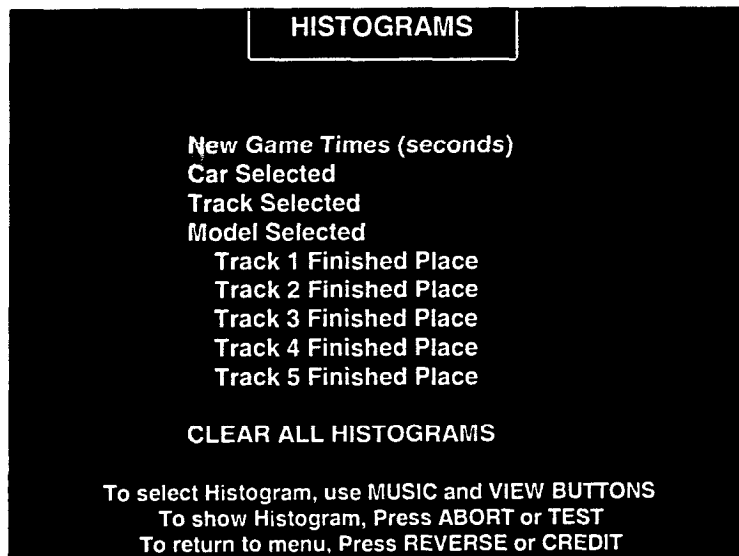 HISTOGRAMS
New Game Times (seconds)
Car Selected
Track Selected
Model Selected
Track 1 Finished Place
Track 2 Finished Place
Track 3 Finished Place
Track 4 Finished Place
Track 5 Finished Place
CLEAR ALL HISTOGRAMS
To select Histogram, use MUSIC and VIEW BUTTONS
To show Histogram, Press ABORT or TEST
To return to menu, Press REVERSE or CREDIT